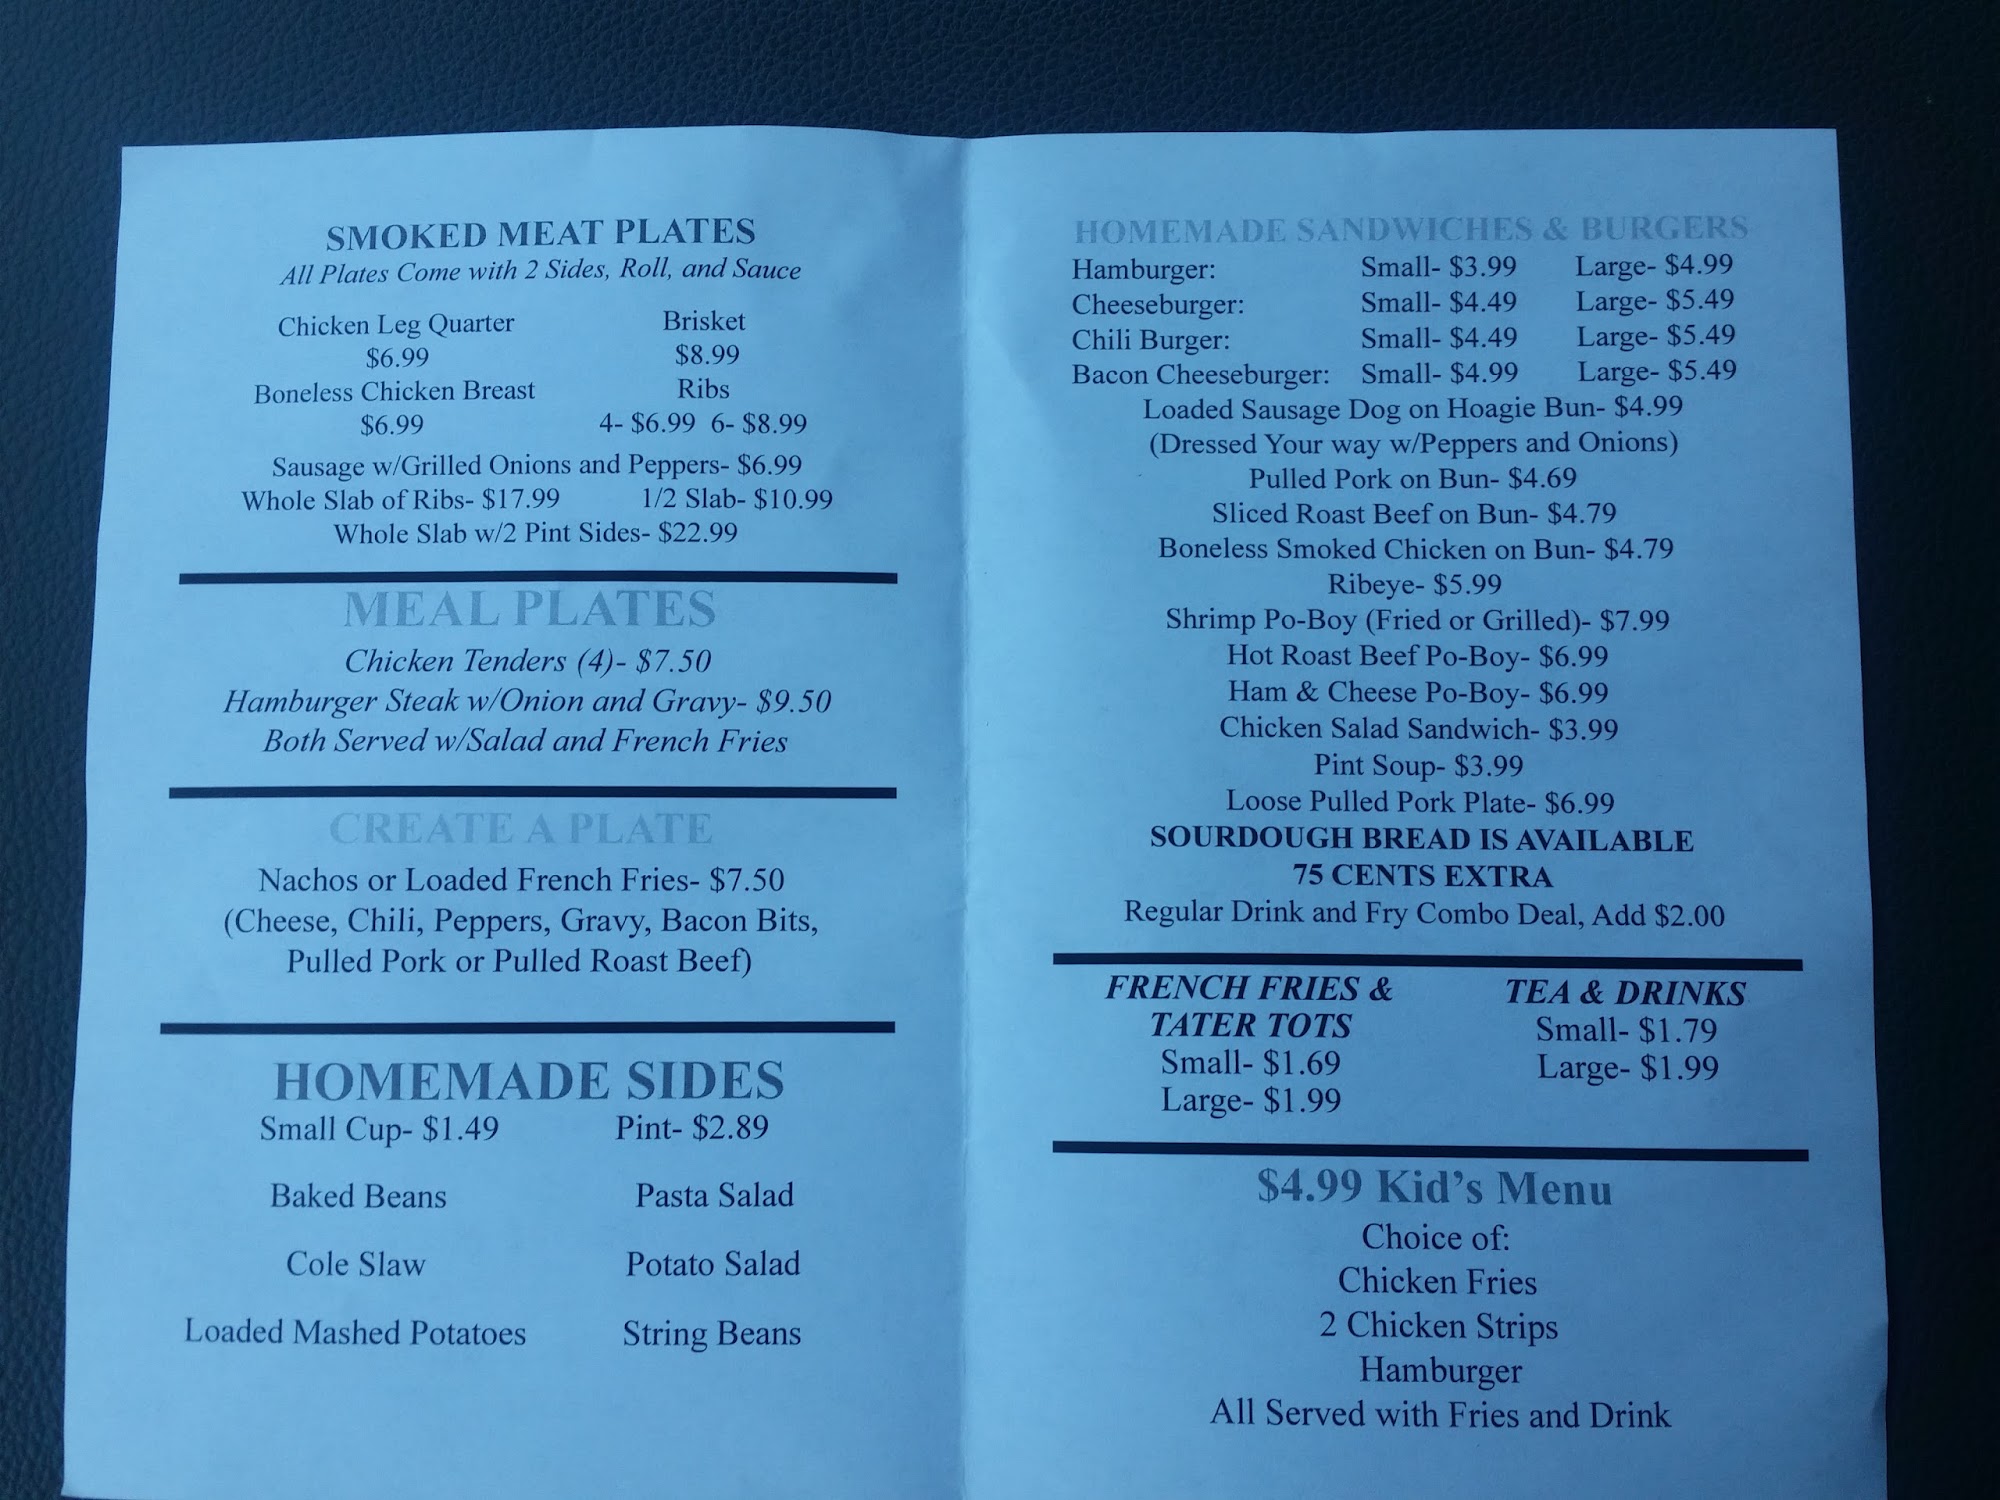 SMOKED MEAT PLATES
All Plates Come with 2 Sides, Roll, and Sauce
Chicken Leg Quarter Brisket
$6.99 $8.99
Boneless Chicken Breast Ribs
$6.99 4- $6.99 6- $8.99
Sausage w/Grilled Onions and Peppers- $6.99
Whole Slab of Ribs- $17.99 1/2 Slab- $10.99
Whole Slab w/2 Pint Sides- $22.99
MEAL PLATES
Chicken Tenders (4)- $7.50
Hamburger Steak w/Onion and Gravy- $9.50
Both Served w/Salad and French Fries
CREATE A PLATE
Nachos or Loaded French Fries- $7.50
(Cheese, Chili, Peppers, Gravy, Bacon Bits,
Pulled Pork or Pulled Roast Beef)
HOMEMADE SIDES
Small Cup- $1.49 Pint- $2.89
Baked Beans Pasta Salad
Cole Slaw Potato Salad
Loaded Mashed Potatoes String Beans
HOMEMADE SANDWICHES & BURGERS
Hamburger: Small- $3.99 Large- $4.99
Cheeseburger: Small- $4.49 Large- $5.49
Chili Burger: Small- $4.49 Large- $5.49
Bacon Cheeseburger: Small- $4.99 Large- $5.49
Loaded Sausage Dog on Hoagie Bun- $4.99
(Dressed Your way w/Peppers and Onions)
Pulled Pork on Bun- $4.69
Sliced Roast Beef on Bun- $4.79
Boneless Smoked Chicken on Bun- $4.79
Ribeye- $5.99
Shrimp Po-Boy (Fried or Grilled)- $7.99
Hot Roast Beef Po-Boy- $6.99
Ham & Cheese Po-Boy- $6.99
Chicken Salad Sandwich- $3.99
Pint Soup- $3.99
Loose Pulled Pork Plate- $6.99
SOURDOUGH BREAD IS AVAILABLE
75 CENTS EXTRA
Regular Drink and Fry Combo Deal, Add $2.00
FRENCH FRIES &
TATER TOTS
Small- $1.69
Large- $1.99
TEA & DRINKS
Small- $1.79
Large- $1.99
$4.99 Kid's Menu
Choice of:
Chicken Fries
2 Chicken Strips
Hamburger
All Served with Fries and Drink